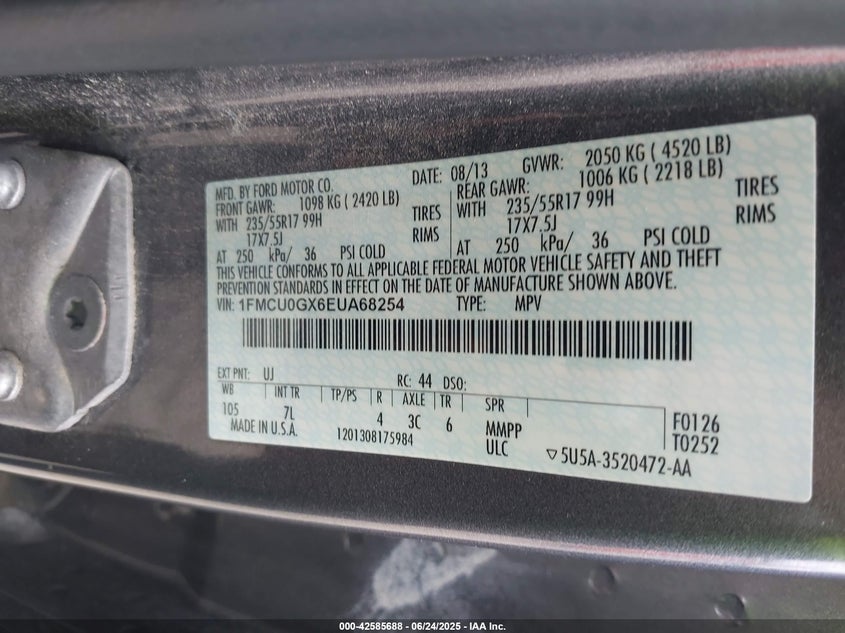 MFD. BY FORD MOTOR CO.
DATE: 08/13 GVWR: 2050 KG ( 4520 LB)
FRONT GAWR: 1098 KG ( 2420 LB) REAR GAWR: 1006 KG ( 2218 LB)
WITH 235/55R17 99H TIRES WITH 235/55R17 99H TIRES
17X7.5J RIMS 17X7.5J RIMS
AT 250 kPa/ 36 PSI COLD AT 250 kPa/ 36 PSI COLD
THIS VEHICLE CONFORMS TO ALL APPLICABLE FEDERAL MOTOR VEHICLE SAFETY AND THEFT
PREVENTION STANDARDS IN EFFECT ON THE DATE OF MANUFACTURE SHOWN ABOVE.
VIN: 1FMCU0GX6EUA68254 TYPE: MPV
EXT PNT: UJ RC: 44 DSO:
WB INT TR TP/PS R AXLE TR SPR
105 7L 4 3C 6 MMPP F0126
MADE IN U.S.A. 1201308175984 ULC T0252
▽5U5A-3520472-AA
000-42585688 - 06/24/2025 - IAA Inc.